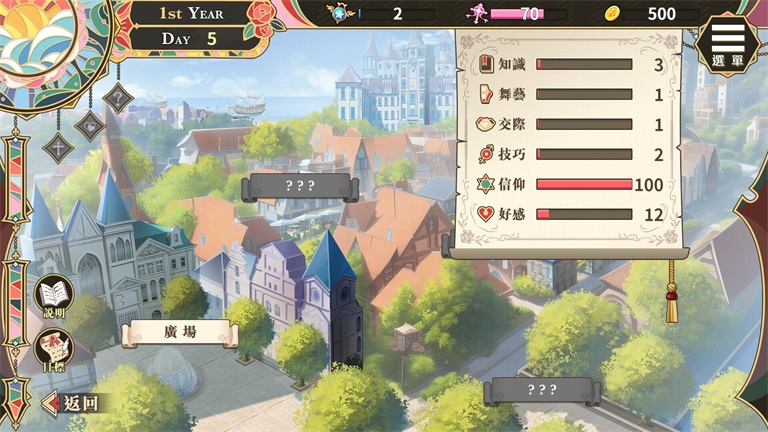 1st Year
Day 5
2
70
500
選單
知識 3
舞藝 1
交際 1
技巧 2
信仰 100
好感 12
? ? ?
?
説明
廣場
目標
? ? ?
返回